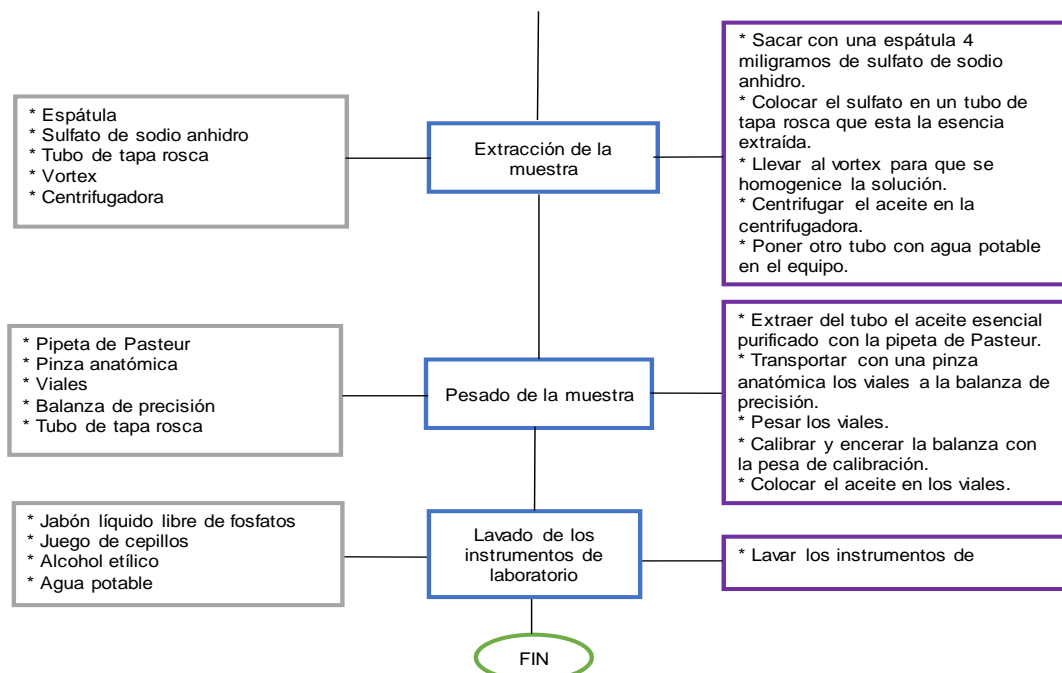 * Espátula
* Sulfato de sodio anhidro
* Tubo de tapa rosca
* Vortex
* Centrifugadora
Extracción de la
muestra
* Sacar con una espátula 4
miligramos de sulfato de sodio
anhidro.
* Colocar el sulfato en un tubo de
tapa rosca que esta la esencia
extraída.
* Llevar al vortex para que se
homogenice la solución.
* Centrifugar el aceite en la
centrifugadora.
* Poner otro tubo con agua potable
en el equipo.
* Pipeta de Pasteur
* Pinza anatómica
* Viales
* Balanza de precisión
* Tubo de tapa rosca
Pesado de la muestra
* Extraer del tubo el aceite esencial
purificado con la pipeta de Pasteur.
* Transportar con una pinza
anatómica los viales a la balanza de
precisión.
* Pesar los viales.
* Calibrar y encerar la balanza con
la pesa de calibración.
* Colocar el aceite en los viales.
* Jabón líquido libre de fosfatos
* Juego de cepillos
* Alcohol etílico
* Agua potable
Lavado de los
instrumentos de
laboratorio
* Lavar los instrumentos de
FIN